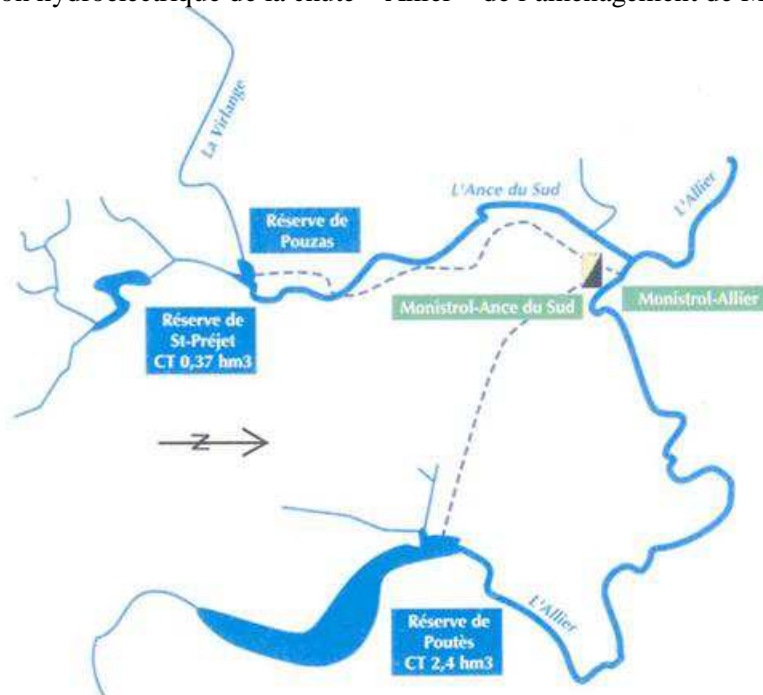 on hydroélectrique de la chute « Allier » de l'aménagement de M
La Virlange
L'Ance du Sud
L'Allier
Réserve de
Pouzas
Monistrol-Ance du Sud
Monistrol-Allier
Réserve de
St-Préjet
CT 0,37 hm3
N
L'Allier
Réserve de
Poutès
CT 2,4 hm3